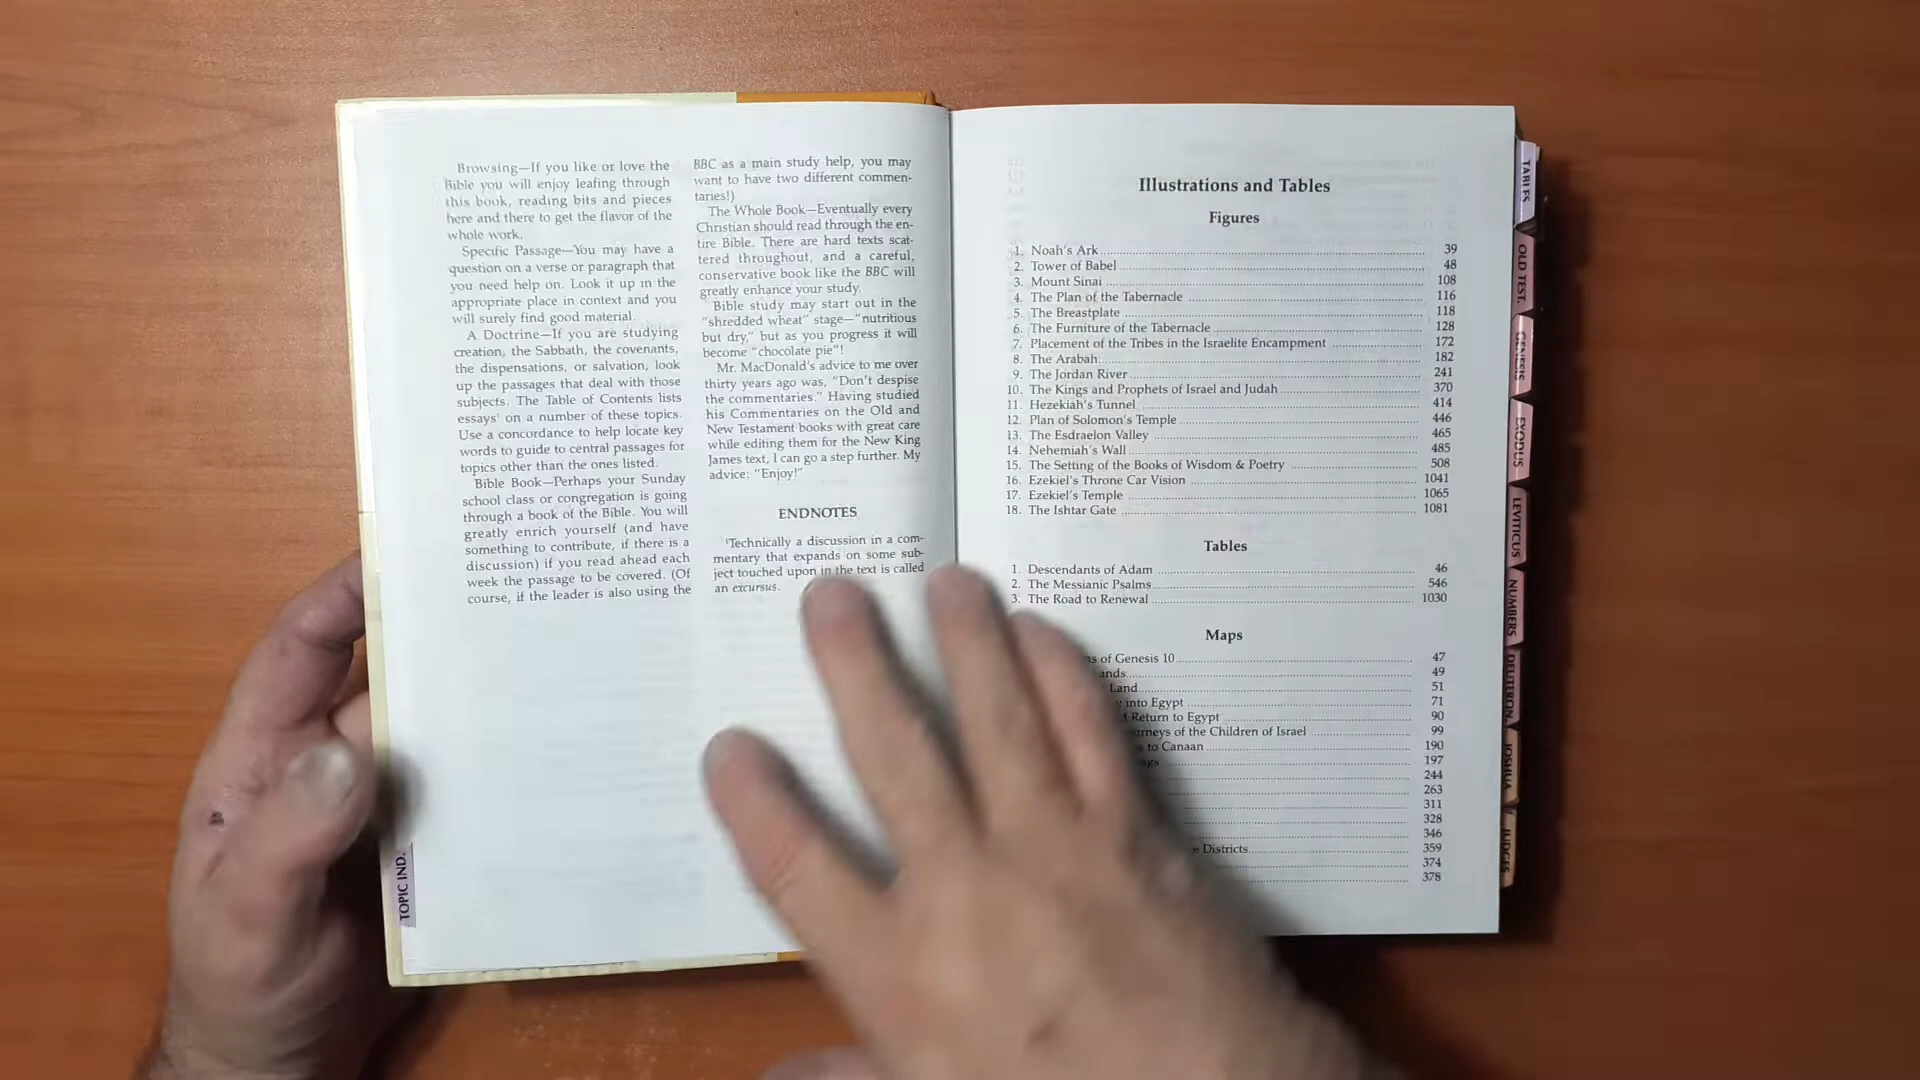 Browsing—If you like or love the
Bible you will enjoy leafing through
this book, reading bits and pieces
here and there to get the flavor of the
whole work.
Specific Passage—You may have a
question on a verse or paragraph that
you need help on. Look it up in the
appropriate place in context and you
will surely find good material.
A Doctrine—If you are studying
creation, the Sabbath, the covenants,
the dispensations, or salvation, look
up the passages that deal with those
subjects. The Table of Contents lists
essays¹ on a number of these topics.
Use a concordance to help locate key
words to guide to central passages for
topics other than the ones listed.
Bible Book—Perhaps your Sunday
school class or congregation is going
through a book of the Bible. You will
greatly enrich yourself (and have
something to contribute, if there is a
discussion) if you read ahead each
week the passage to be covered. (Of
course, if the leader is also using the
BBC as a main study help, you may
want to have two different commen-
taries!)
The Whole Book—Eventually every
Christian should read through the en-
tire Bible. There are hard texts scat-
tered throughout, and a careful,
conservative book like the BBC will
greatly enhance your study.
Bible study may start out in the
"shredded wheat" stage—"nutritious
but dry," but as you progress it will
become "chocolate pie"!
Mr. MacDonald's advice to me over
thirty years ago was, "Don't despise
the commentaries." Having studied
his Commentaries on the Old and
New Testament books with great care
while editing them for the New King
James text, I can go a step further. My
advice: "Enjoy!"
ENDNOTES
¹Technically a discussion in a com-
mentary that expands on some sub-
ject touched upon in the text is called
an excursus.
TOPIC IND.
Illustrations and Tables
Figures
1. Noah's Ark 39
2. Tower of Babel 48
3. Mount Sinai 108
4. The Plan of the Tabernacle 116
5. The Breastplate 118
6. The Furniture of the Tabernacle 128
7. Placement of the Tribes in the Israelite Encampment 172
8. The Arabah 182
9. The Jordan River 241
10. The Kings and Prophets of Israel and Judah 370
11. Hezekiah's Tunnel 414
12. Plan of Solomon's Temple 446
13. The Esdraelon Valley 465
14. Nehemiah's Wall 485
15. The Setting of the Books of Wisdom & Poetry 508
16. Ezekiel's Throne Car Vision 1041
17. Ezekiel's Temple 1065
18. The Ishtar Gate 1081
Tables
1. Descendants of Adam 46
2. The Messianic Psalms 546
3. The Road to Renewal 1030
Maps
of Genesis 10 47
49
Land 51
into Egypt 71
Return to Egypt 90
of the Children of Israel 99
to Canaan 190
197
244
263
311
328
346
Districts 359
374
378
TABLES
OLD TEST.
GENESIS
EXODUS
LEVITICUS
NUMBERS
DEUTERON.
JOSHUA
JUDGES